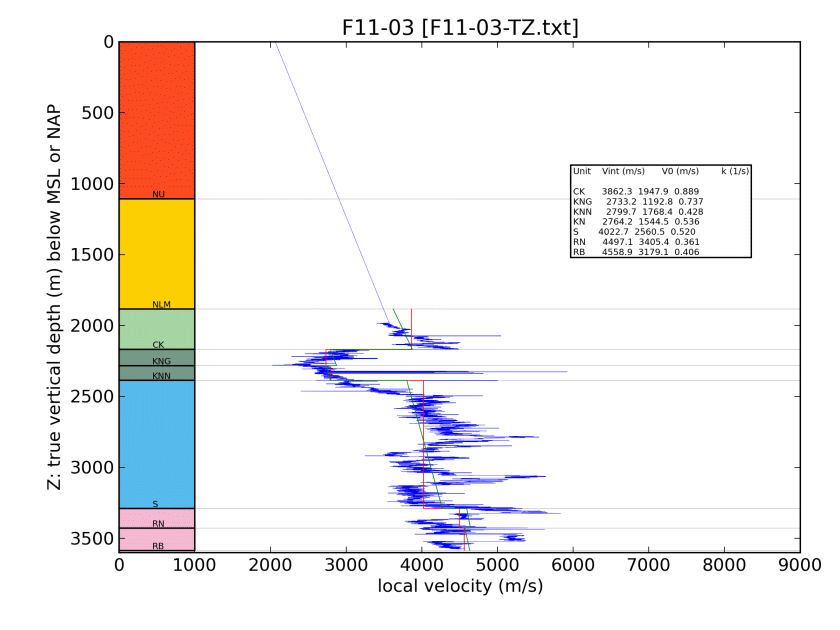 F11-03 [F11-03-TZ.txt]
0
500
1000
1500
2000
2500
3000
3500
Z: true vertical depth (m) below MSL or NAP
NU
NLM
CK
KNG
KNN
S
RN
RB
Unit Vint (m/s) V0 (m/s) k (1/s)
CK 3862.3 1947.9 0.889
KNG 2733.2 1192.8 0.737
KNN 2799.7 1768.4 0.428
KN 2764.2 1544.5 0.536
S 4022.7 2560.5 0.520
RN 4497.1 3405.4 0.361
RB 4558.9 3179.1 0.406
0 1000 2000 3000 4000 5000 6000 7000 8000 9000
local velocity (m/s)